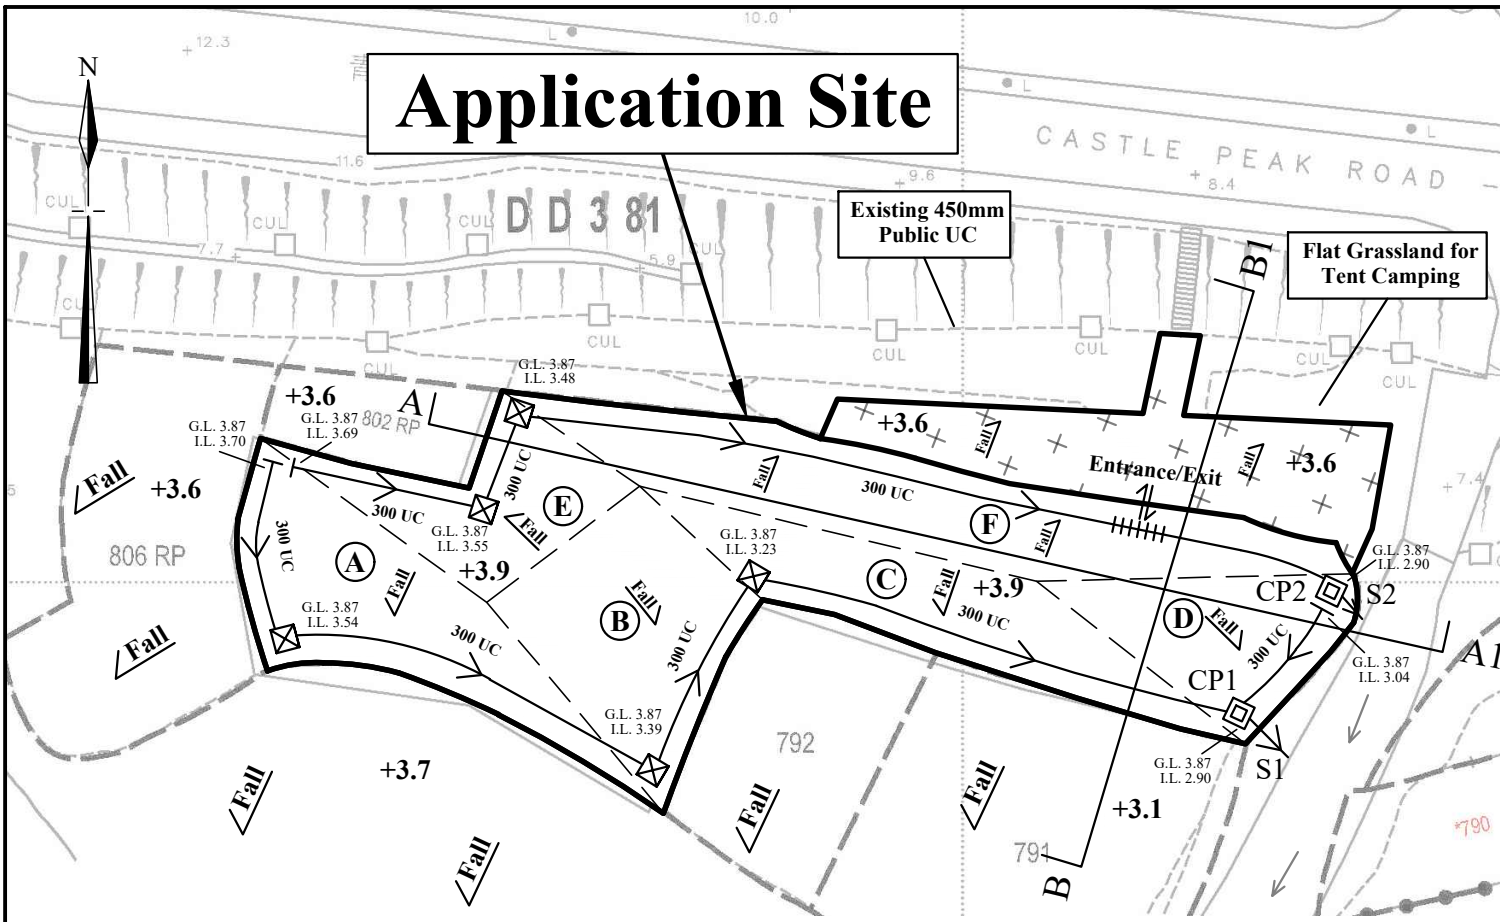 10.0
12.3
L
N
Application Site
L
L
CASTLE PEAK ROAD
11.6
9.6
8.4
Existing 450mm
Public UC
DD 381
CUL
CUL
CUL
CUL
7.7
5.9
B1
Flat Grassland for
Tent Camping
CUL
CUL
CUL
CUL
CUL
CUL
CUL
G.L. 3.87
I.L. 3.48
+3.6
A
802 RP
G.L. 3.87
I.L. 3.70
G.L. 3.87
I.L. 3.69
+3.6
Fall
Entrance/Exit
Fall
+3.6
7.4
Fall
+3.6
300 UC
300 UC
E
Fall
300 UC
F
Fall
G.L. 3.87
I.L. 3.55
Fall
G.L. 3.87
I.L. 3.23
806 RP
300 UC
A
+3.9
Fall
B
Fall
C
Fall
+3.9
G.L. 3.87
I.L. 2.90
CP2
S2
G.L. 3.87
I.L. 3.54
300 UC
300 UC
300 UC
D
Fall
300 UC
G.L. 3.87
I.L. 3.04
A1
Fall
CP1
G.L. 3.87
I.L. 3.39
792
G.L. 3.87
I.L. 2.90
S1
+3.7
Fall
Fall
Fall
Fall
+3.1
791
B
*790